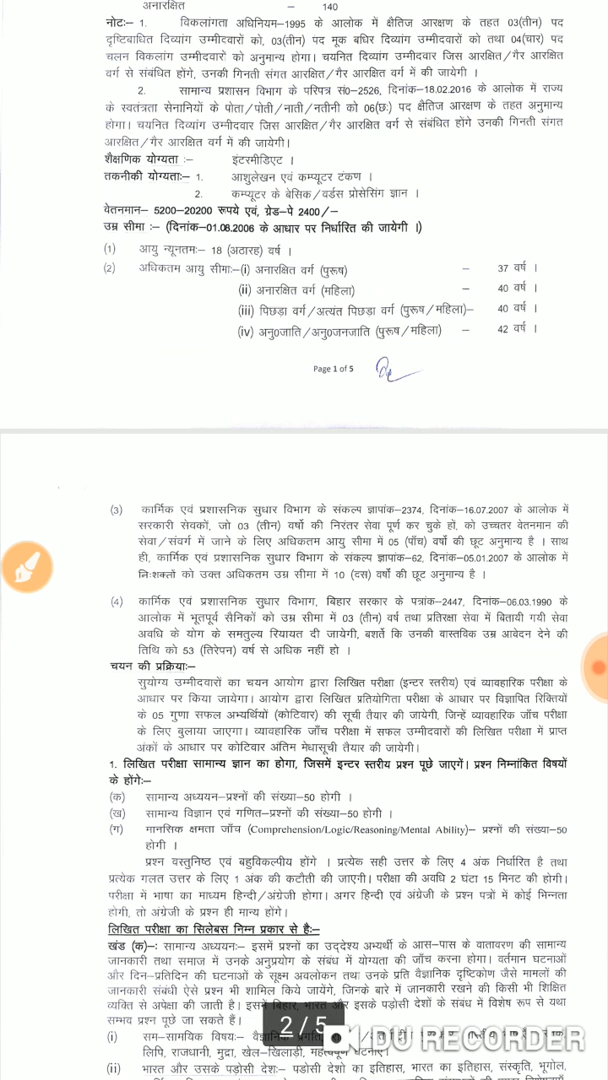 अनारक्षित – 140
नोटः– 1. विकलांगता अधिनियम–1995 के आलोक में क्षैतिज आरक्षण के तहत 03(तीन) पद
दृष्टिबाधित दिव्यांग उम्मीदवारों को, 03(तीन) पद मूक बधिर दिव्यांग उम्मीदवारों को तथा 04(चार) पद
चलन विकलांग उम्मीदवारों को अनुमान्य होगा। चयनित दिव्यांग उम्मीदवार जिस आरक्षित/गैर आरक्षित
वर्ग से संबंधित होंगे, उनकी गिनती संगत आरक्षित/गैर आरक्षित वर्ग में की जायेगी ।
2. सामान्य प्रशासन विभाग के परिपत्र सं0–2526, दिनांक–18.02.2016 के आलोक में राज्य
के स्वतंत्रता सेनानियों के पोता/पोती/नाती/नतीनी को 06(छः) पद क्षैतिज आरक्षण के तहत अनुमान्य
होगा। चयनित दिव्यांग उम्मीदवार जिस आरक्षित/गैर आरक्षित वर्ग से संबंधित होंगे उनकी गिनती संगत
आरक्षित/गैर आरक्षित वर्ग में की जायेगी।
शैक्षणिक योग्यता :– इंटरमीडिएट ।
तकनीकी योग्यताः– 1. आशुलेखन एवं कम्प्यूटर टंकण ।
2. कम्प्यूटर के बेसिक/वर्डस प्रोसेसिंग ज्ञान ।
वेतनमान– 5200–20200 रूपये एवं, ग्रेड–पे 2400/–
उम्र सीमा :– (दिनांक–01.08.2006 के आधार पर निर्धारित की जायेगी ।)
(1) आयु न्यूनतमः– 18 (अठारह) वर्ष ।
(2) अधिकतम आयु सीमाः–(i) अनारक्षित वर्ग (पुरूष) – 37 वर्ष ।
(ii) अनारक्षित वर्ग (महिला) – 40 वर्ष ।
(iii) पिछड़ा वर्ग/अत्यंत पिछड़ा वर्ग (पुरूष/महिला)– 40 वर्ष ।
(iv) अनु0जाति/अनु0जनजाति (पुरूष/महिला) – 42 वर्ष ।
Page 1 of 5
(3) कार्मिक एवं प्रशासनिक सुधार विभाग के संकल्प ज्ञापांक–2374, दिनांक–16.07.2007 के आलोक में
सरकारी सेवकों, जो 03 (तीन) वर्षो की निरंतर सेवा पूर्ण कर चुके हो, को उच्चतर वेतनमान की
सेवा/संवर्ग में जाने के लिए अधिकतम आयु सीमा में 05 (पाँच) वर्षो की छूट अनुमान्य है । साथ
ही, कार्मिक एवं प्रशासनिक सुधार विभाग के संकल्प ज्ञापांक–62, दिनांक–05.01.2007 के आलोक में
निःशक्तों को उक्त अधिकतम उम्र सीमा में 10 (दस) वर्षो की छूट अनुमान्य है ।
(4) कार्मिक एवं प्रशासनिक सुधार विभाग, बिहार सरकार के पत्रांक–2447, दिनांक–06.03.1990 के
आलोक में भूतपूर्व सैनिकों को उम्र सीमा में 03 (तीन) वर्ष तथा प्रतिरक्षा सेवा में बितायी गयी सेवा
अवधि के योग के समतुल्य रियायत दी जायेगी, बशर्ते कि उनकी वास्तविक उम्र आवेदन देने की
तिथि को 53 (तिरेपन) वर्ष से अधिक नहीं हो ।
चयन की प्रक्रियाः–
सुयोग्य उम्मीदवारों का चयन आयोग द्वारा लिखित परीक्षा (इन्टर स्तरीय) एवं व्यावहारिक परीक्षा के
आधार पर किया जायेगा। आयोग द्वारा लिखित प्रतियोगिता परीक्षा के आधार पर विज्ञापित रिक्तियों
के 05 गुणा सफल अभ्यर्थियों (कोटिवार) की सूची तैयार की जायेगी, जिन्हें व्यावहारिक जाँच परीक्षा
के लिए बुलाया जाएगा। व्यावहारिक जाँच परीक्षा में सफल उम्मीदवारों की लिखित परीक्षा में प्राप्त
अंकों के आधार पर कोटिवार अंतिम मेधासूची तैयार की जायेगी।
1. लिखित परीक्षा सामान्य ज्ञान का होगा, जिसमें इन्टर स्तरीय प्रश्न पूछे जाएगें। प्रश्न निम्नांकित विषयों
के होंगेः–
(क) सामान्य अध्ययन–प्रश्नों की संख्या–50 होगी ।
(ख) सामान्य विज्ञान एवं गणित–प्रश्नों की संख्या–50 होगी ।
(ग) मानसिक क्षमता जाँच (Comprehension/Logic/Reasoning/Mental Ability)– प्रश्नों की संख्या–50
होगी ।
प्रश्न वस्तुनिष्ठ एवं बहुविकल्पीय होंगे । प्रत्येक सही उत्तर के लिए 4 अंक निर्धारित है तथा
प्रत्येक गलत उत्तर के लिए 1 अंक की कटौती की जाएगी। परीक्षा की अवधि 2 घंटा 15 मिनट की होगी।
परीक्षा में भाषा का माध्यम हिन्दी/अंग्रेजी होगा। अगर हिन्दी एवं अंग्रेजी के प्रश्न पत्रों में कोई भिन्नता
होगी, तो अंग्रेजी के प्रश्न ही मान्य होंगे।
लिखित परीक्षा का सिलेबस निम्न प्रकार से हैः–
खंड (क)–: सामान्य अध्ययनः– इसमें प्रश्नों का उद्देश्य अभ्यर्थी के आस–पास के वातावरण की सामान्य
जानकारी तथा समाज में उनके अनुप्रयोग के संबंध में योग्यता की जाँच करना होगा। वर्तमान घटनाओं
और दिन–प्रतिदिन की घटनाओं के सूक्ष्म अवलोकन तथा उनके प्रति वैज्ञानिक दृष्टिकोण जैसे मामलों की
जानकारी संबंधी ऐसे प्रश्न भी शामिल किये जायेंगे, जिनके बारे में जानकारी रखने की किसी भी शिक्षित
व्यक्ति से अपेक्षा की जाती है। इसमें बिहार, भारत और इसके पड़ोसी देशों के संबंध में विशेष रूप से यथा
सम्भव प्रश्न पूछे जा सकते हैं।
(i) सम–सामयिक विषयः–
लिपि, राजधानी, मुद्रा, खेल–खिलाड़ी, महत्वपूर्ण घटनाएँ।
(ii) भारत और उसके पड़ोसी देशः– पडोसी देशो का इतिहास, भारत का इतिहास, संस्कृति, भूगोल,
2/5
DU RECORDER